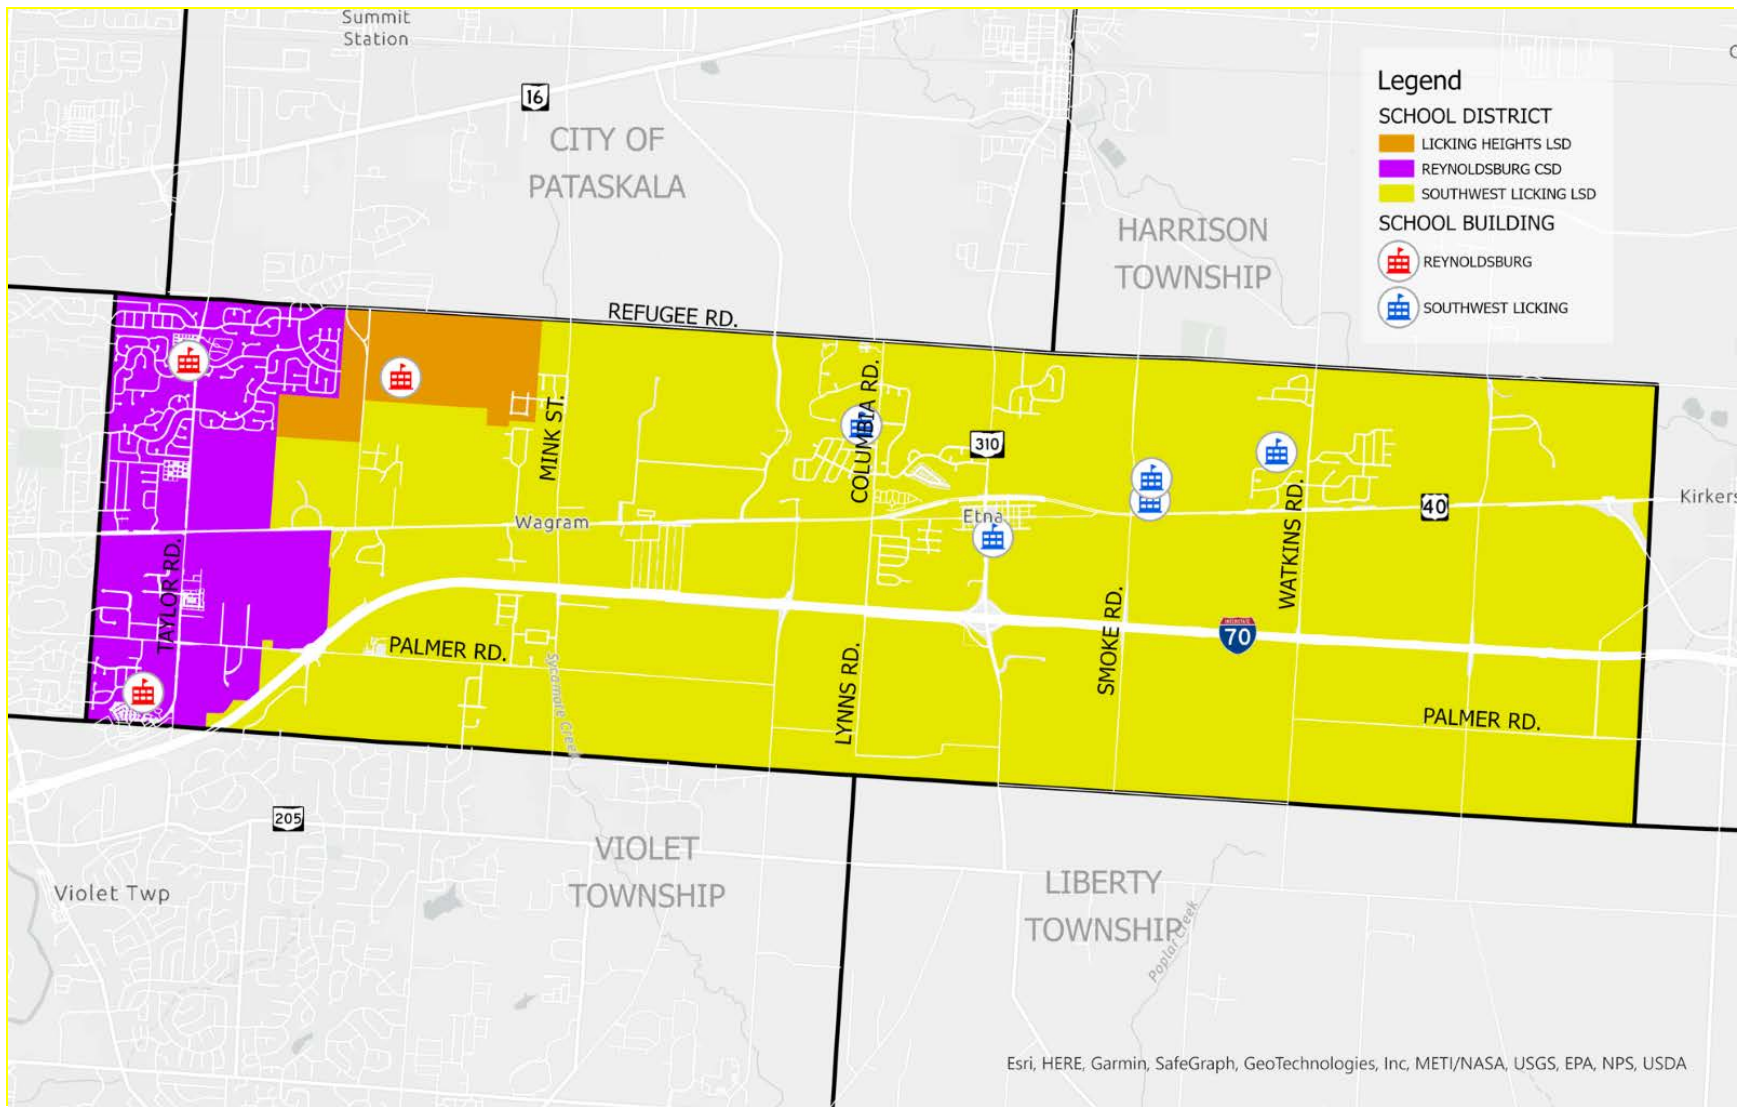 Summit
Station
16
CITY OF
PATASKALA
HARRISON
TOWNSHIP
Legend
SCHOOL DISTRICT
LICKING HEIGHTS LSD
REYNOLDSBURG CSD
SOUTHWEST LICKING LSD
SCHOOL BUILDING
REYNOLDSBURG
SOUTHWEST LICKING
REFUGEE RD.
MINK ST.
COLUMBIA RD.
310
Kirkers
40
Wagram
Etna
TAYLOR RD.
WATKINS RD.
SMOKE RD.
70
PALMER RD.
LYNNS RD.
Sycamore Creek
PALMER RD.
205
VIOLET
TOWNSHIP
Violet Twp
LIBERTY
TOWNSHIP
Poplar Creek
Esri, HERE, Garmin, SafeGraph, GeoTechnologies, Inc, METI/NASA, USGS, EPA, NPS, USDA